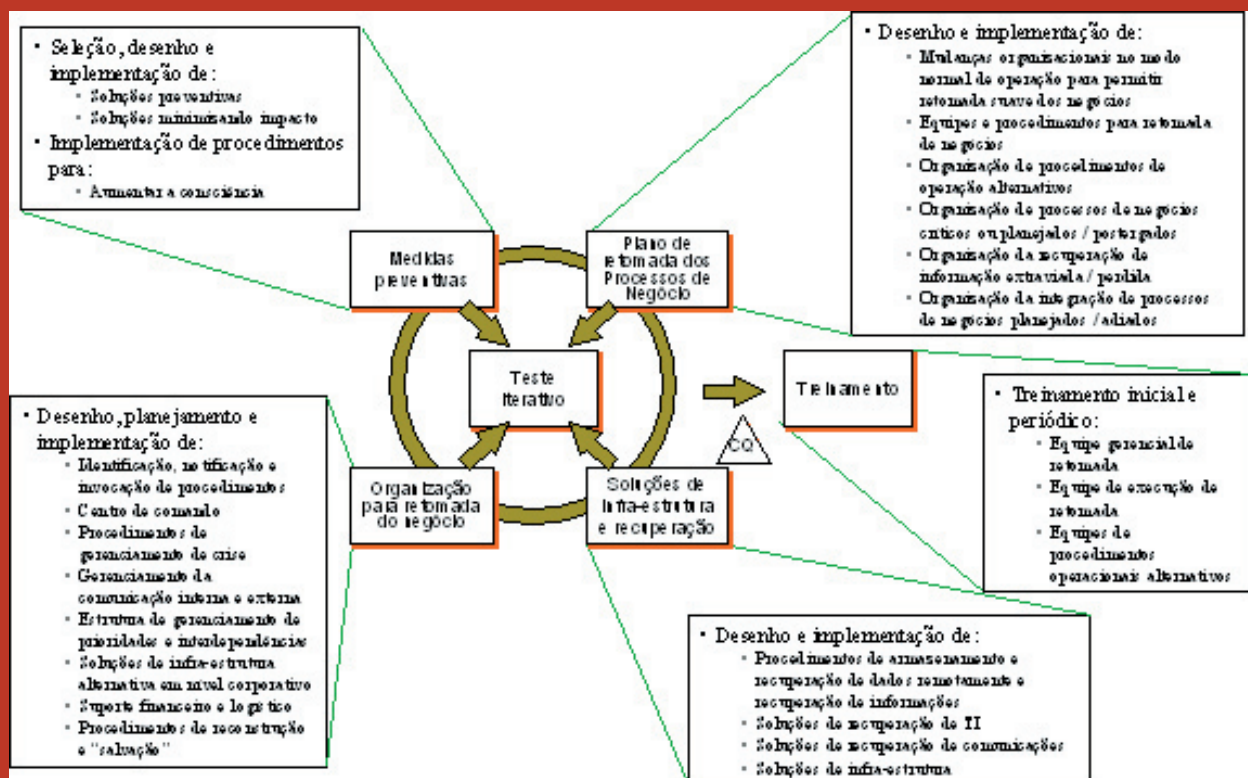 • Seleção, desenho e
implementação de:
• Soluções preventivas
• Soluções minimisando impacto
• Implementação de procedimentos
para:
• Aumentar a consciência
• Desenho e implementação de:
• Mudanças organisacionais no modo
normal de operação para permitir
retomada suave dos negócios
• Equipes e procedimentos para retomada
de negócios
• Organisação de procedimentos de
operação alternativos
• Organisação de processos de negócios
críticos ou planejados / postergados
• Organisação da recuperação de
informação extraviada / perdida
• Organisação da integração de processos
de negócios planejados / adiados
Medidas
preventivas
Plano de
retomada dos
Processos de
Negócio
Teste
Iterativo
Treinamento
CQ
Organização
para retomada
do negócio
Soluções de
Infra-estrutura
e recuperação
• Desenho, planejamento e
implementação de:
• Identificação, notificação e
invocação de procedimentos
• Centro de comando
• Procedimentos de
gerenciamento de crise
• Gerenciamento da
comunicação interna e externa
• Estrutura de gerenciamento de
prioridades e interdependências
• Soluções de infra-estrutura
alternativa em nível corporativo
• Suporte financeiro e logístico
• Procedimentos de reconstrução
e "salvação"
• Treinamento inicial e
periódico:
• Equipe gerencial de
retomada
• Equipe de execução de
retomada
• Equipes de
procedimentos
operacionais alternativos
• Desenho e implementação de:
• Procedimentos de armasenamento e
recuperação de dados remotamente e
recuperação de informações
• Soluções de recuperação de TI
• Soluções de recuperação de comunicações
• Soluções de infra-estrutura